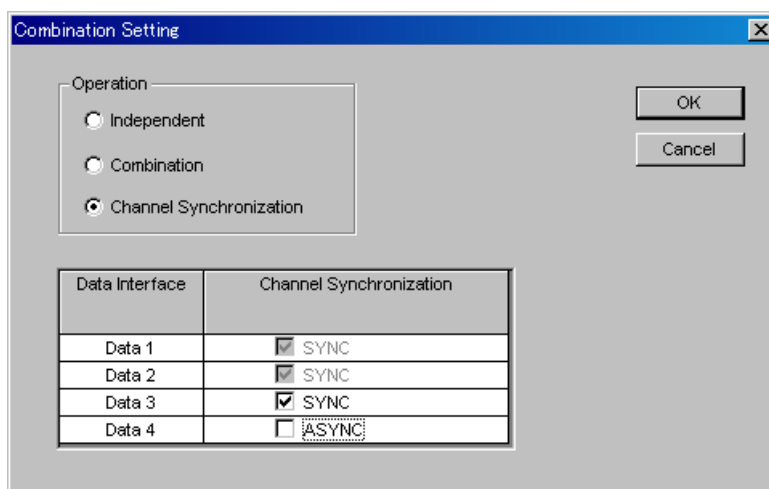 Combination Setting
Operation
Independent
Combination
Channel Synchronization
OK
Cancel
Data Interface Channel Synchronization
Data 1 SYNC
Data 2 SYNC
Data 3 SYNC
Data 4 ASYNC